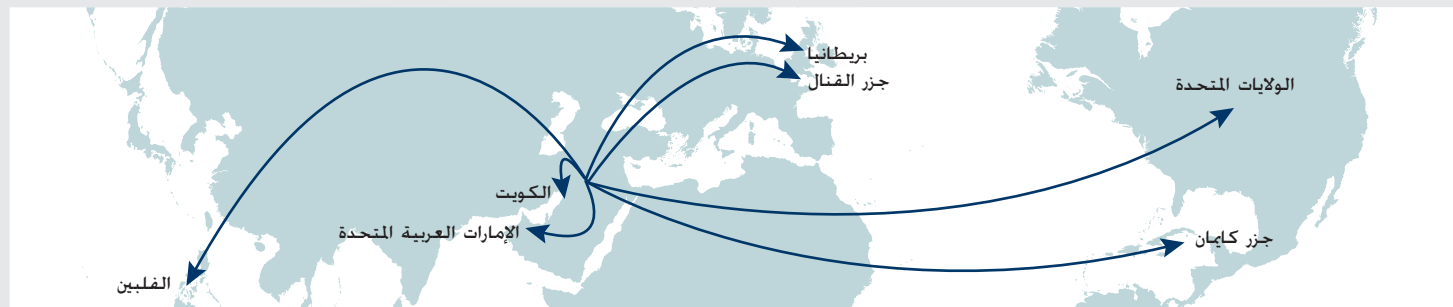 بريطانيا
جزر القنال
الولايات المتحدة
الكويت
الإمارات العربية المتحدة
جزر كايمان
الفلبين